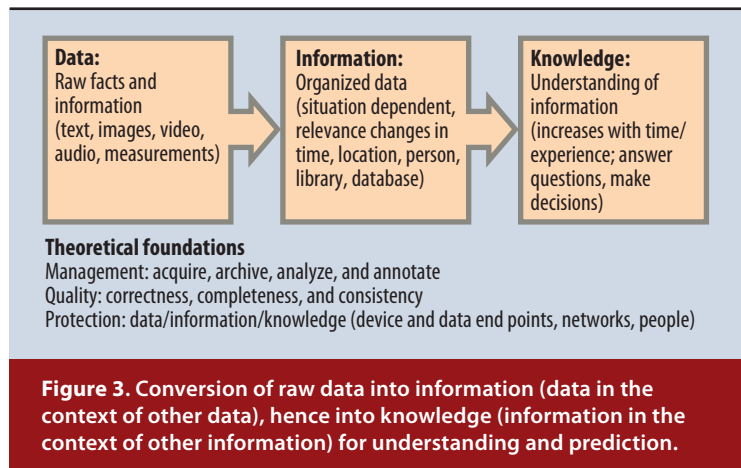 Data:
Raw facts and
information
(text, images, video,
audio, measurements)
Information:
Organized data
(situation dependent,
relevance changes in
time, location, person,
library, database)
Knowledge:
Understanding of
information
(increases with time/
experience; answer
questions, make
decisions)
Theoretical foundations
Management: acquire, archive, analyze, and annotate
Quality: correctness, completeness, and consistency
Protection: data/information/knowledge (device and data end points, networks, people)
Figure 3. Conversion of raw data into information (data in the
context of other data), hence into knowledge (information in the
context of other information) for understanding and prediction.